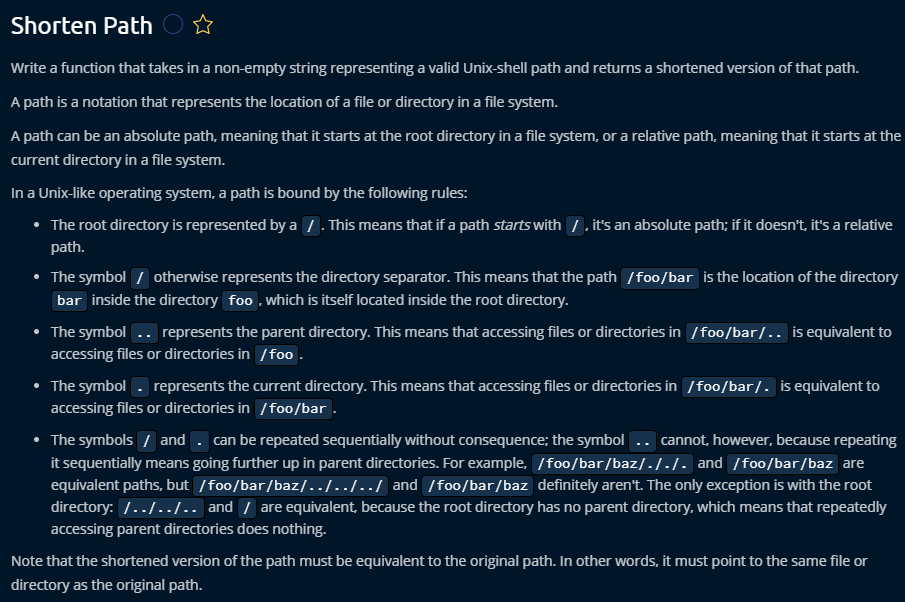 Shorten Path
Write a function that takes in a non-empty string representing a valid Unix-shell path and returns a shortened version of that path.
A path is a notation that represents the location of a file or directory in a file system.
A path can be an absolute path, meaning that it starts at the root directory in a file system, or a relative path, meaning that it starts at the
current directory in a file system.
In a Unix-like operating system, a path is bound by the following rules:
• The root directory is represented by a / . This means that if a path starts with / , it's an absolute path; if it doesn't, it's a relative
path.
• The symbol / otherwise represents the directory separator. This means that the path /foo/bar is the location of the directory
bar inside the directory foo , which is itself located inside the root directory.
• The symbol .. represents the parent directory. This means that accessing files or directories in /foo/bar/.. is equivalent to
accessing files or directories in /foo .
• The symbol . represents the current directory. This means that accessing files or directories in /foo/bar/. is equivalent to
accessing files or directories in /foo/bar .
• The symbols / and . can be repeated sequentially without consequence; the symbol .. cannot, however, because repeating
it sequentially means going further up in parent directories. For example, /foo/bar/baz/././. and /foo/bar/baz are
equivalent paths, but /foo/bar/baz/../../../ and /foo/bar/baz definitely aren't. The only exception is with the root
directory: /../../.. and / are equivalent, because the root directory has no parent directory, which means that repeatedly
accessing parent directories does nothing.
Note that the shortened version of the path must be equivalent to the original path. In other words, it must point to the same file or
directory as the original path.